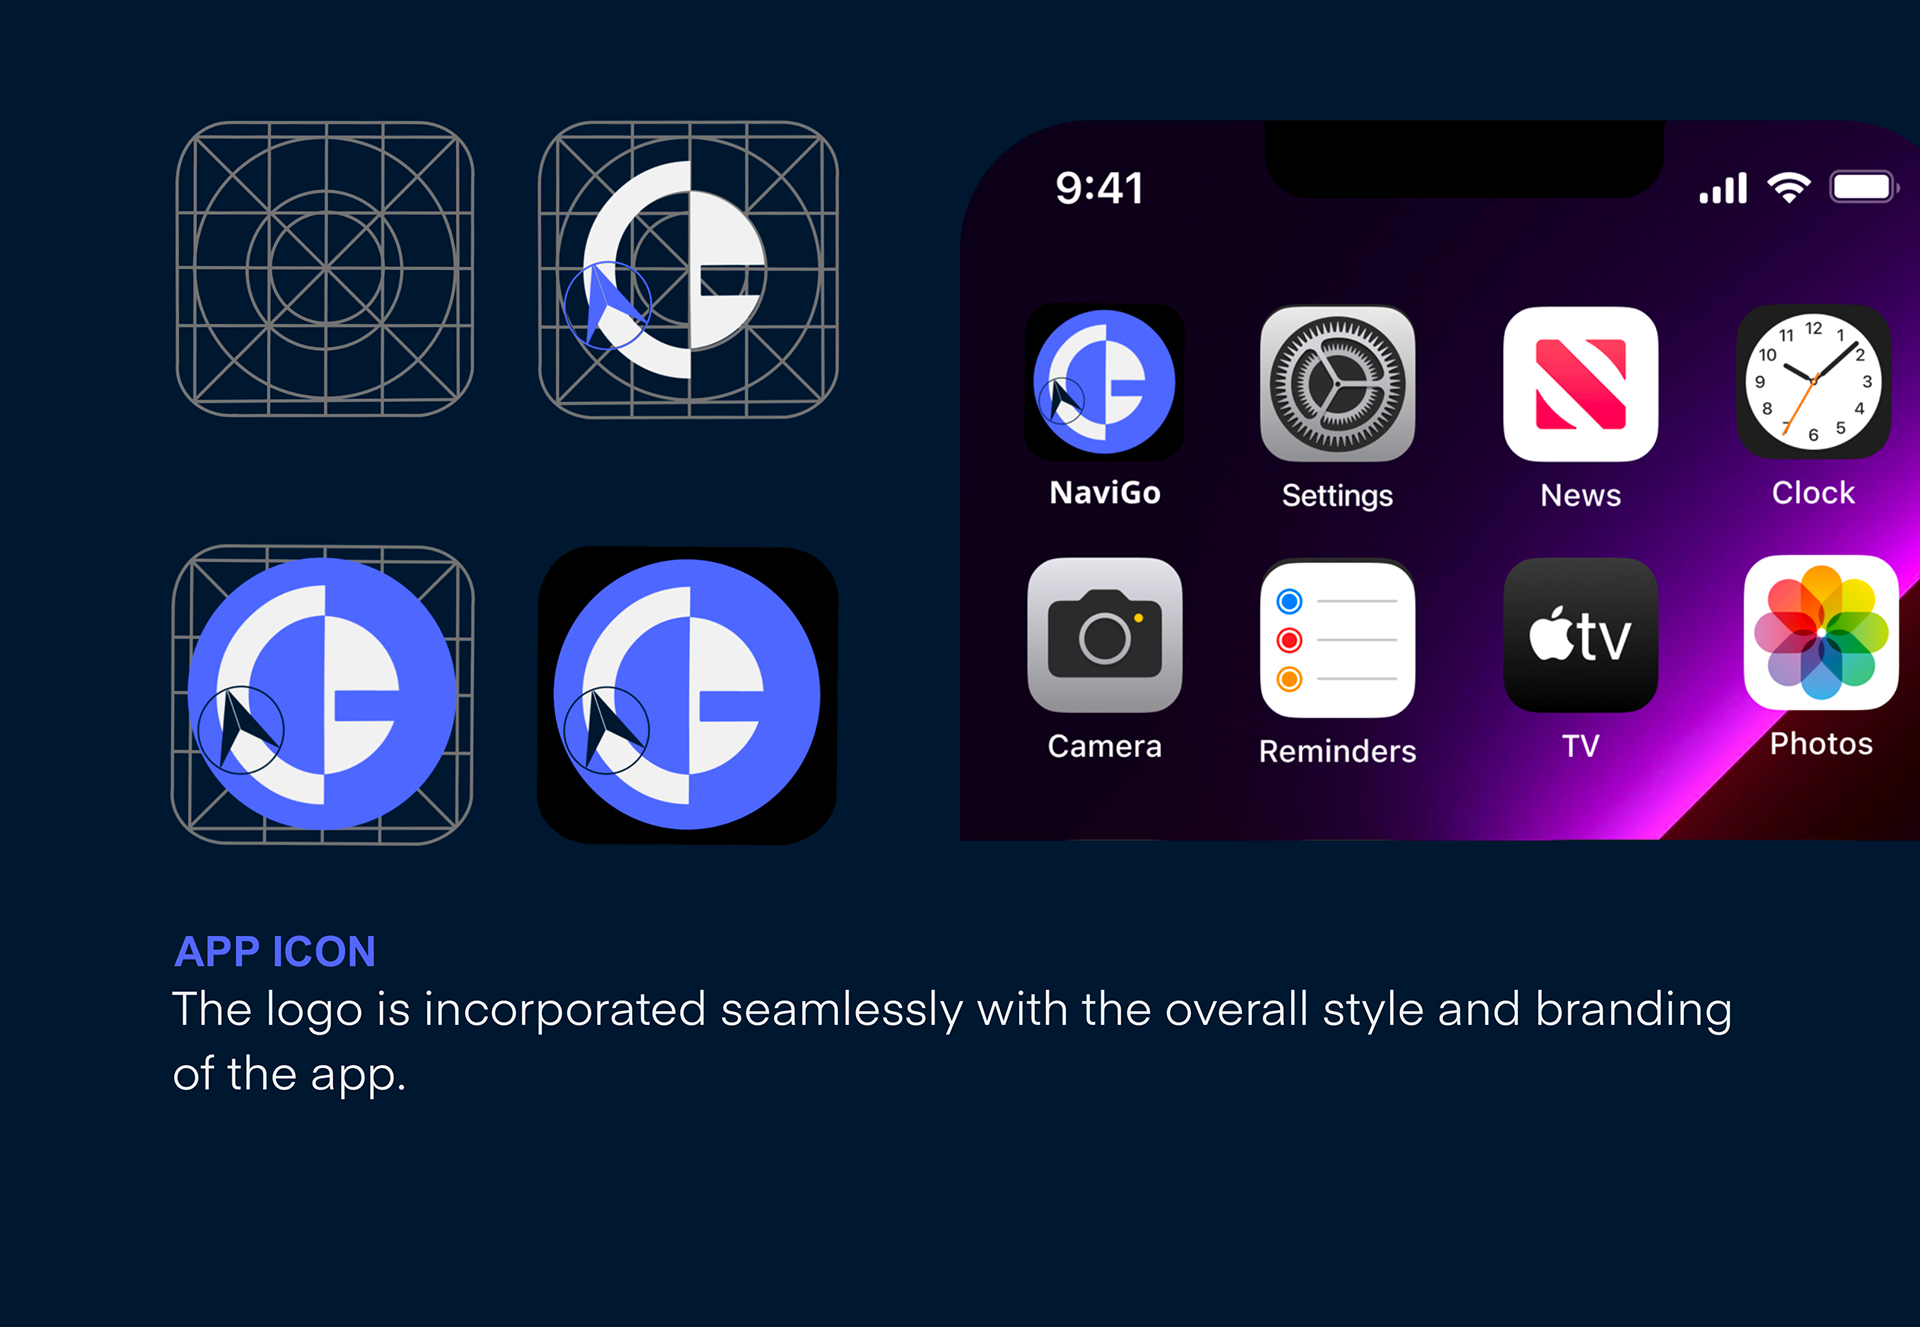 9:41
NaviGo
Settings
News
12
11 1
10 2
9 3
8 4
7 5
6
Clock
Camera
Reminders
tv
TV
Photos
APP ICON
The logo is incorporated seamlessly with the overall style and branding
of the app.